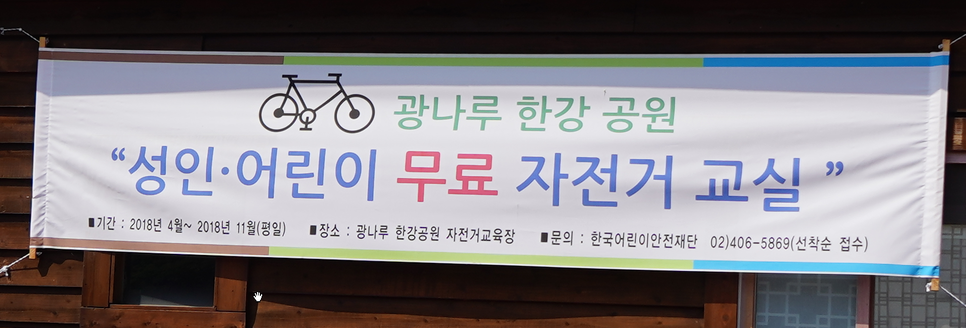 광나루 한강 공원
“성인·어린이 무료 자전거 교실 ”
■기간 : 2018년 4월~ 2018년 11월(평일) ■장소 : 광나루 한강공원 자전거교육장 ■문의 : 한국어린이안전재단 02)406-5869(선착순 접수)